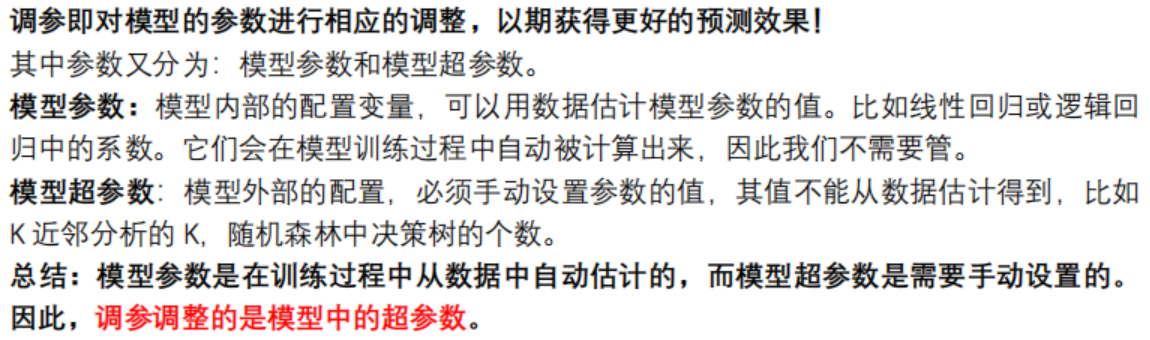 调参即对模型的参数进行相应的调整，以期获得更好的预测效果！
其中参数又分为：模型参数和模型超参数。
模型参数：模型内部的配置变量，可以用数据估计模型参数的值。比如线性回归或逻辑回
归中的系数。它们会在模型训练过程中自动被计算出来，因此我们不需要管。
模型超参数：模型外部的配置，必须手动设置参数的值，其值不能从数据估计得到，比如
K 近邻分析的 K，随机森林中决策树的个数。
总结：模型参数是在训练过程中从数据中自动估计的，而模型超参数是需要手动设置的。
因此，调参调整的是模型中的超参数。